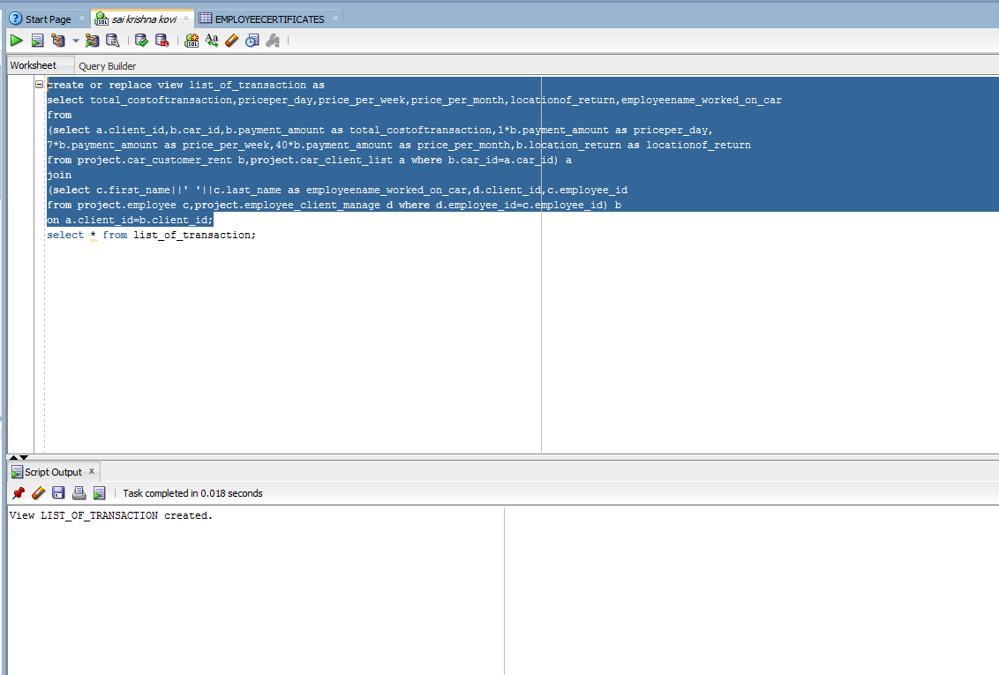 Start Page
sai krishna kovi
EMPLOYEECERTIFICATES
Worksheet
Query Builder
create or replace view list_of_transaction as
select total_costoftransaction,priceper_day,price_per_week,price_per_month,locationof_return,employeename_worked_on_car
from
(select a.client_id,b.car_id,b.payment_amount as total_costoftransaction,1*b.payment_amount as priceper_day,
7*b.payment_amount as price_per_week,40*b.payment_amount as price_per_month,b.location_return as locationof_return
from project.car_customer_rent b,project.car_client_list a where b.car_id=a.car_id) a
join
(select c.first_name||' '||c.last_name as employeename_worked_on_car,d.client_id,c.employee_id
from project.employee c,project.employee_client_manage d where d.employee_id=c.employee_id) b
on a.client_id=b.client_id;
select * from list_of_transaction;
Script Output
Task completed in 0.018 seconds
View LIST_OF_TRANSACTION created.